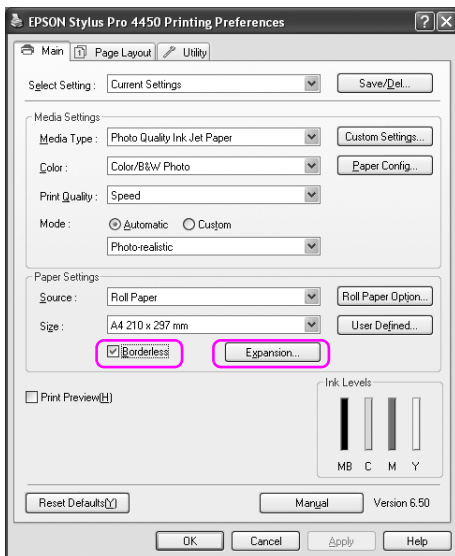 EPSON Stylus Pro 4450 Printing Preferences
Main Page Layout Utility
Select Setting : Current Settings Save/Del...
Media Settings
Media Type : Photo Quality Ink Jet Paper Custom Settings...
Color : Color/B&W Photo Paper Config...
Print Quality : Speed
Mode : Automatic Custom
Photo-realistic
Paper Settings
Source : Roll Paper Roll Paper Option...
Size : A4 210 x 297 mm User Defined...
Borderless Expansion...
Print Preview(H) Ink Levels
MB C M Y
Reset Defaults(Y) Manual Version 6.50
OK Cancel Apply Help